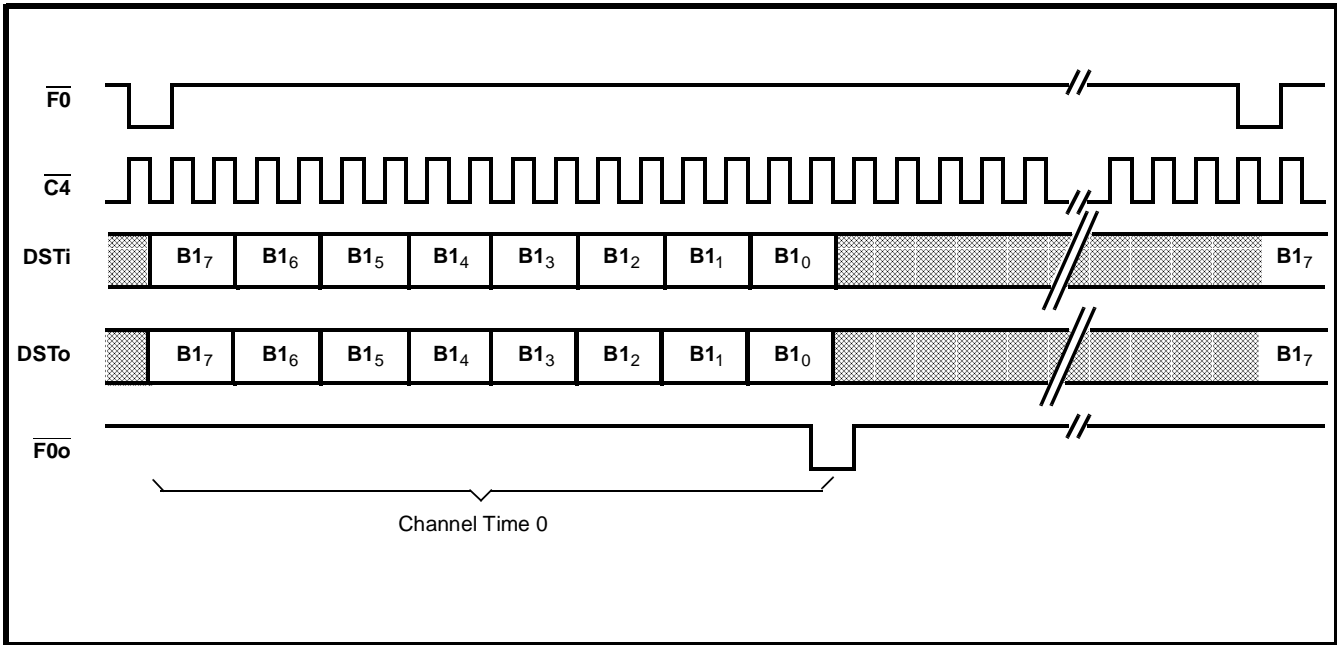 F0
C4
DSTi B1₇ B1₆ B1₅ B1₄ B1₃ B1₂ B1₁ B1₀ B1₇
DSTo B1₇ B1₆ B1₅ B1₄ B1₃ B1₂ B1₁ B1₀ B1₇
F0o
Channel Time 0